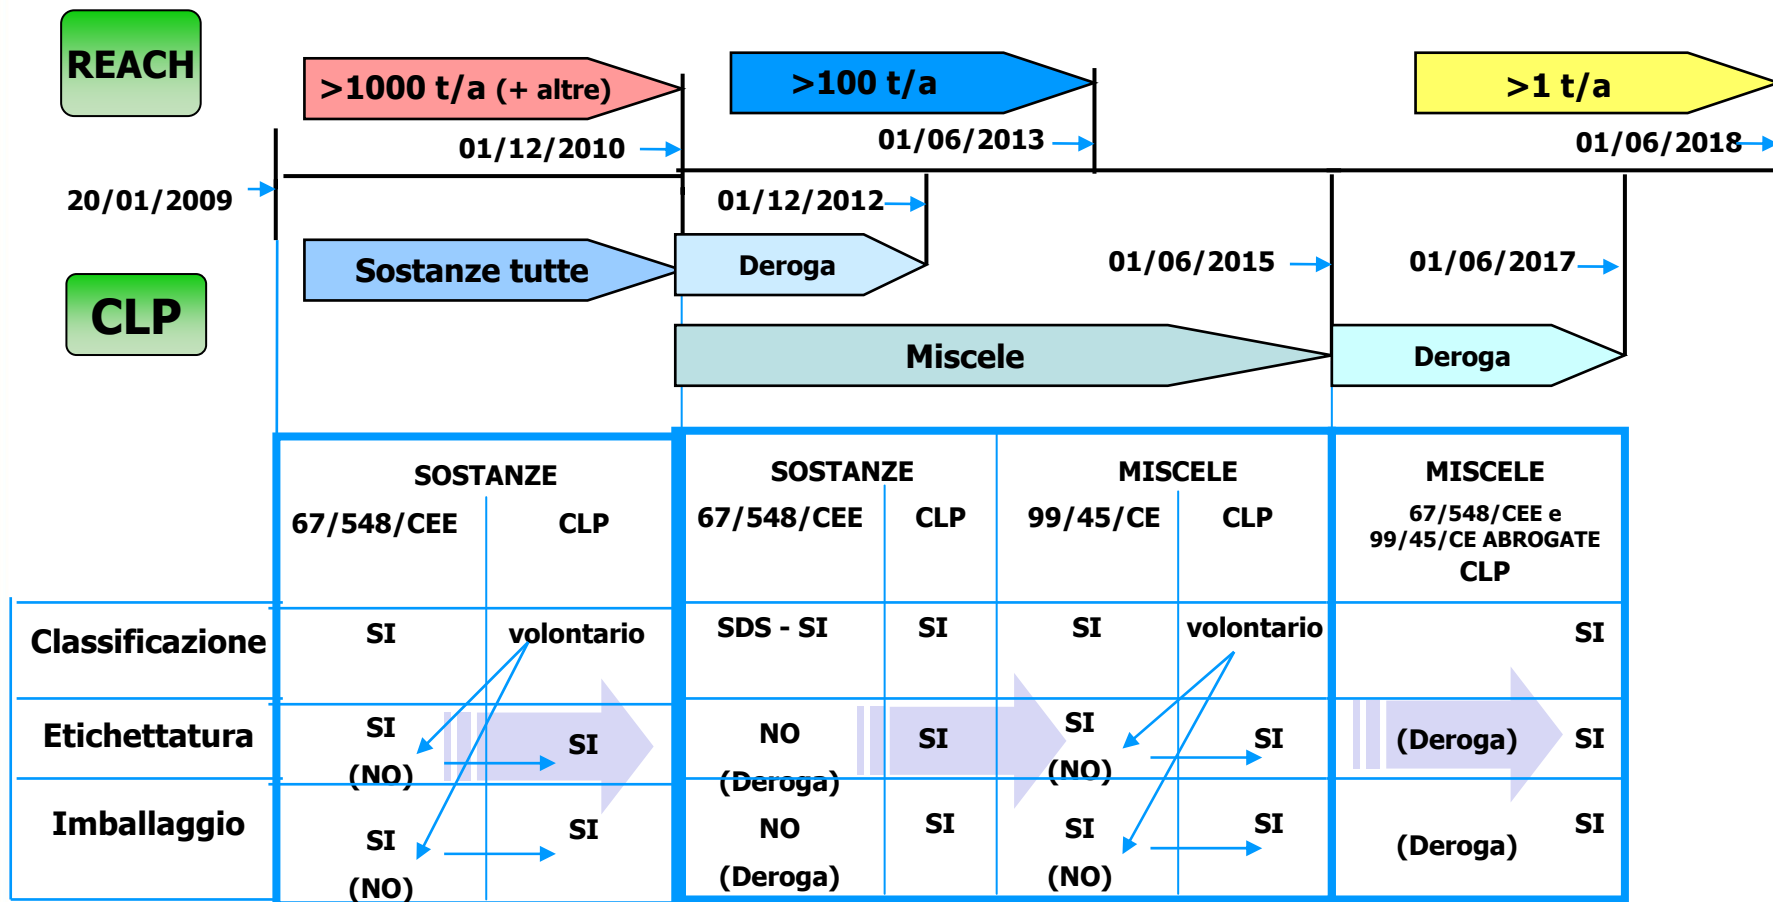 REACH
>1000 t/a (+ altre)
>100 t/a
>1 t/a
01/12/2010
01/06/2013
01/06/2018
20/01/2009
01/12/2012
Sostanze tutte
Deroga
01/06/2015
01/06/2017
CLP
Miscele
Deroga
SOSTANZE
SOSTANZE
MISCELE
MISCELE
67/548/CEE
CLP
67/548/CEE
CLP
99/45/CE
CLP
67/548/CEE e
99/45/CE ABROGATE
CLP
Classificazione
SI
volontario
SDS - SI
SI
SI
volontario
SI
Etichettatura
SI
(NO)
SI
NO
(Deroga)
SI
SI
(NO)
SI
(Deroga)
SI
Imballaggio
SI
(NO)
SI
NO
(Deroga)
SI
SI
(NO)
SI
(Deroga)
SI